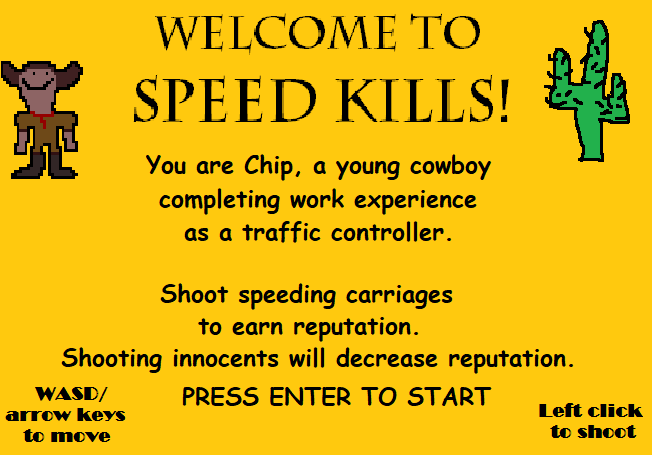 WELCOME TO
SPEED KILLS!
You are Chip, a young cowboy
completing work experience
as a traffic controller.
Shoot speeding carriages
to earn reputation.
Shooting innocents will decrease reputation.
PRESS ENTER TO START
WASD/
arrow keys
to move
Left click
to shoot